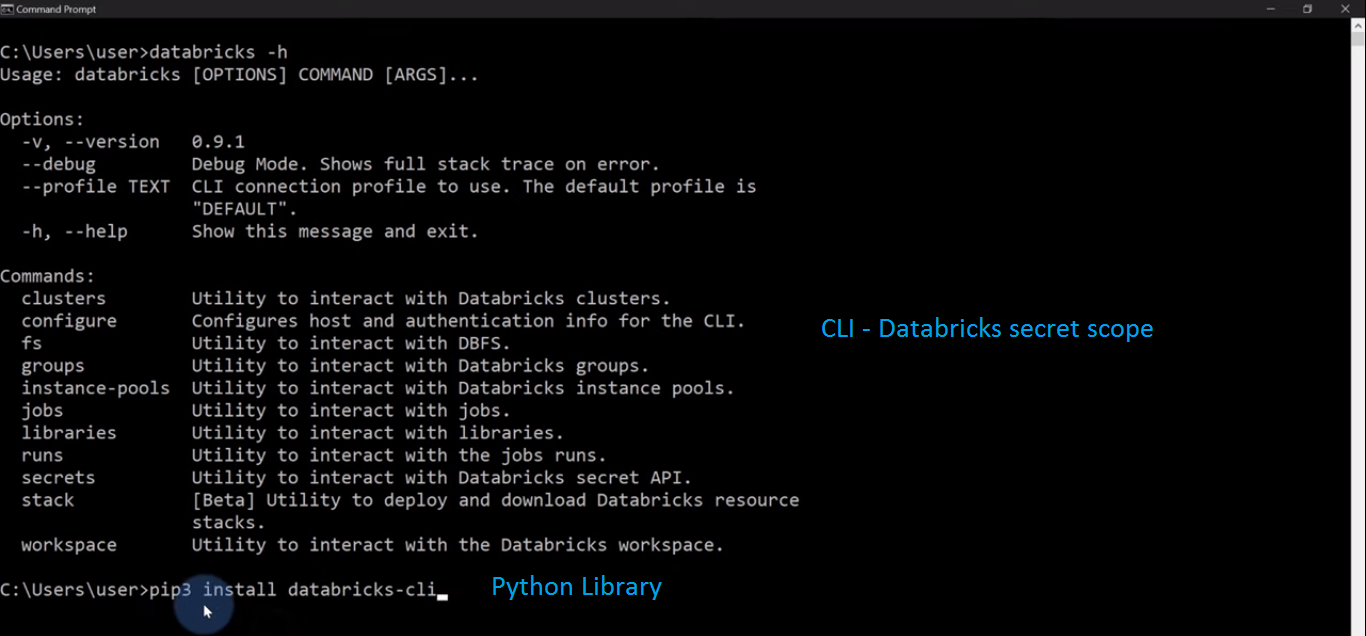 Command Prompt
C:\Users\user>databricks -h
Usage: databricks [OPTIONS] COMMAND [ARGS]...
Options:
-v, --version 0.9.1
--debug Debug Mode. Shows full stack trace on error.
--profile TEXT CLI connection profile to use. The default profile is
"DEFAULT".
-h, --help Show this message and exit.
Commands:
clusters Utility to interact with Databricks clusters.
configure Configures host and authentication info for the CLI.
CLI - Databricks secret scope
fs Utility to interact with DBFS.
groups Utility to interact with Databricks groups.
instance-pools Utility to interact with Databricks instance pools.
jobs Utility to interact with jobs.
libraries Utility to interact with libraries.
runs Utility to interact with the jobs runs.
secrets Utility to interact with Databricks secret API.
stack [Beta] Utility to deploy and download Databricks resource
stacks.
workspace Utility to interact with the Databricks workspace.
C:\Users\user>pip3 install databricks-cli Python Library